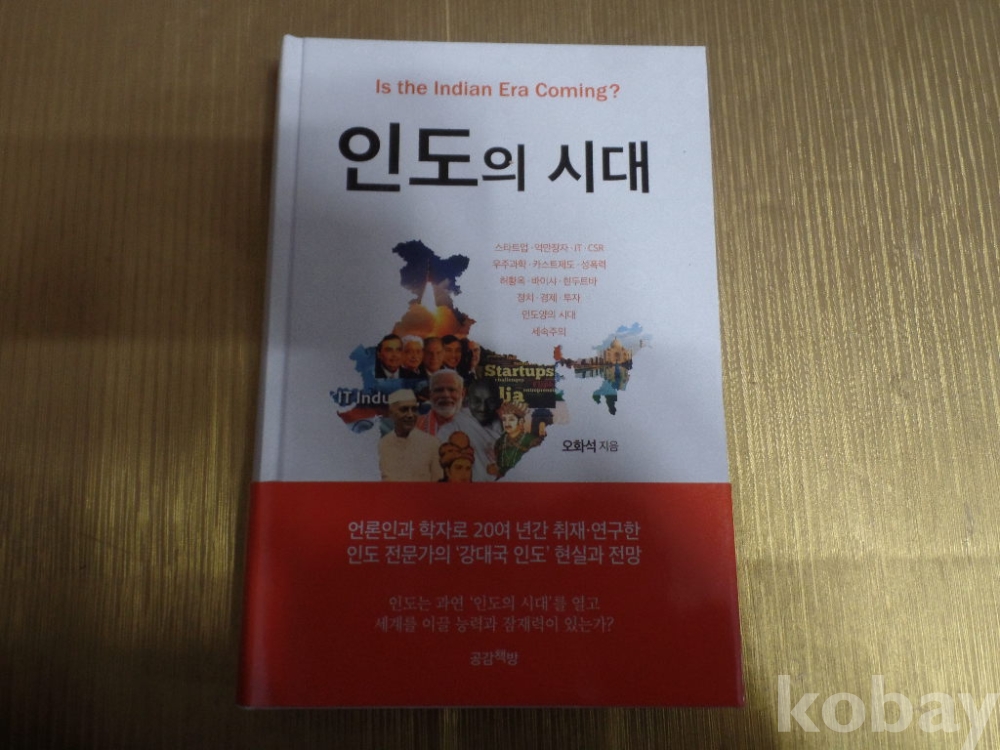 Is the Indian Era Coming?
인도의 시대
스타트업·억만장자·IT·CSR
우주과학·카스트제도·성폭력
허황옥·바이샤·힌두트바
정치·경제·투자
인도양의 시대
세속주의
Startups
challenges
IT Indu
dia
오화석 지음
언론인과 학자로 20여 년간 취재·연구한
인도 전문가의 '강대국 인도' 현실과 전망
인도는 과연 '인도의 시대'를 열고
세계를 이끌 능력과 잠재력이 있는가?
공감책방
kobay